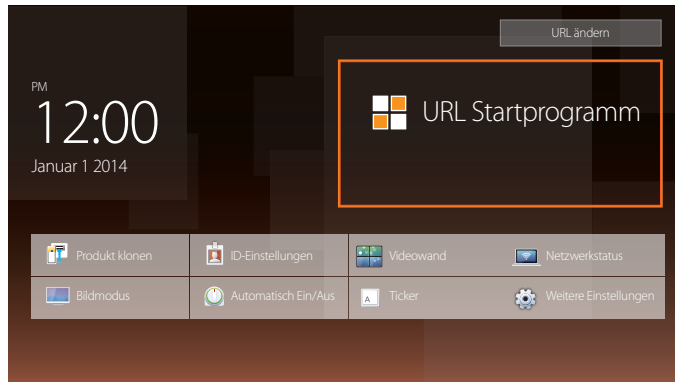 URL ändern
PM
12:00
Januar 1 2014
URL Startprogramm
Produkt klonen
ID-Einstellungen
Videowand
Netzwerkstatus
Bildmodus
Automatisch Ein/Aus
A
Ticker
Weitere Einstellungen